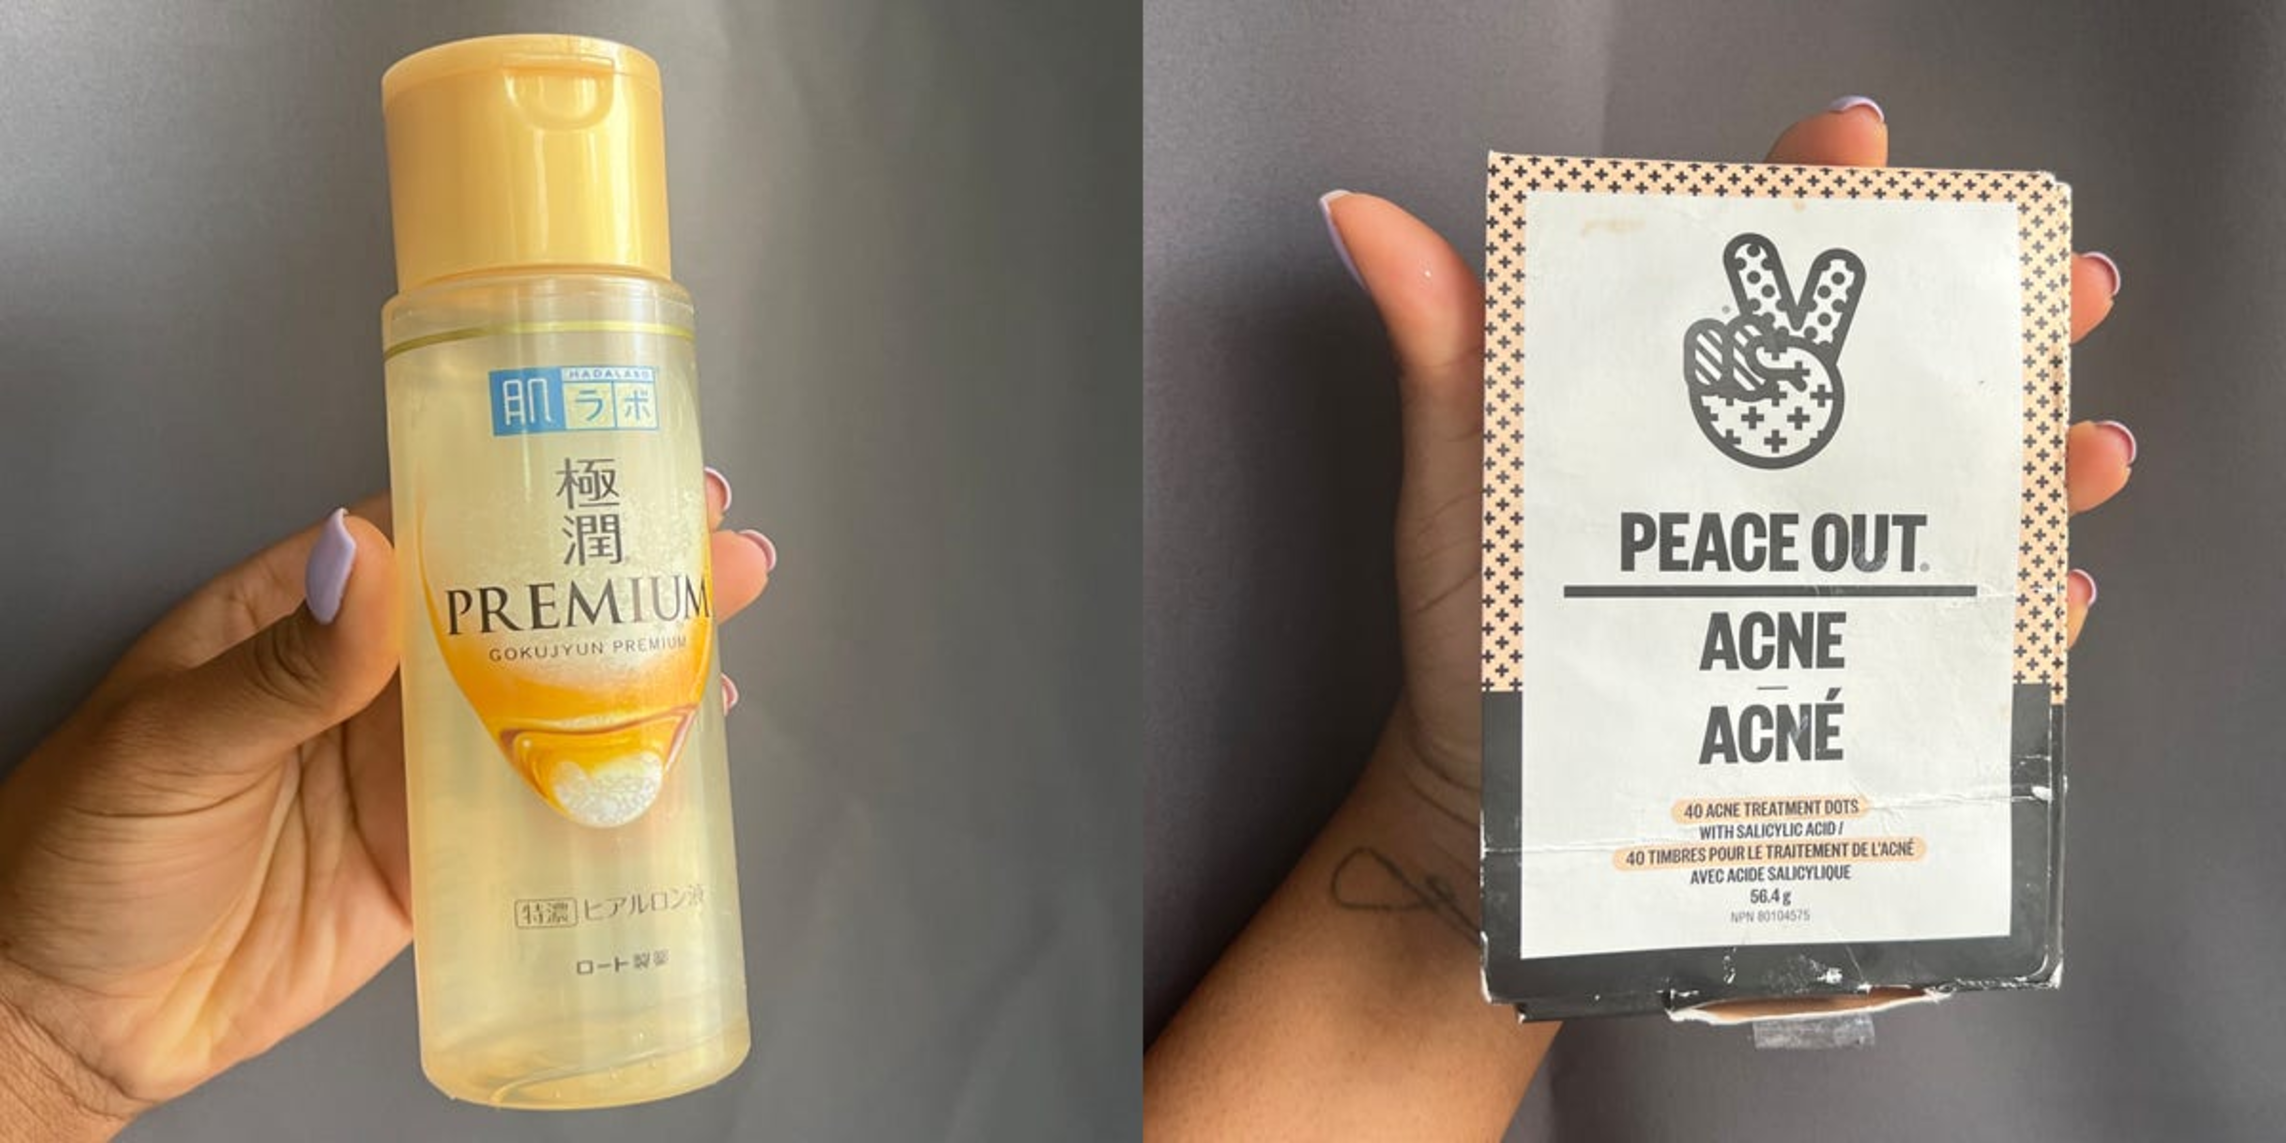 HADALABO
肌ラボ
極
潤
PREMIUM
GOKUJYUN PREMIUM
特濃 ヒアルロン液
ロート製薬
PEACE OUT®
ACNE
—
ACNÉ
40 ACNE TREATMENT DOTS
WITH SALICYLIC ACID /
40 TIMBRES POUR LE TRAITEMENT DE L'ACNÉ
AVEC ACIDE SALICYLIQUE
56.4 g
NPN 80104575